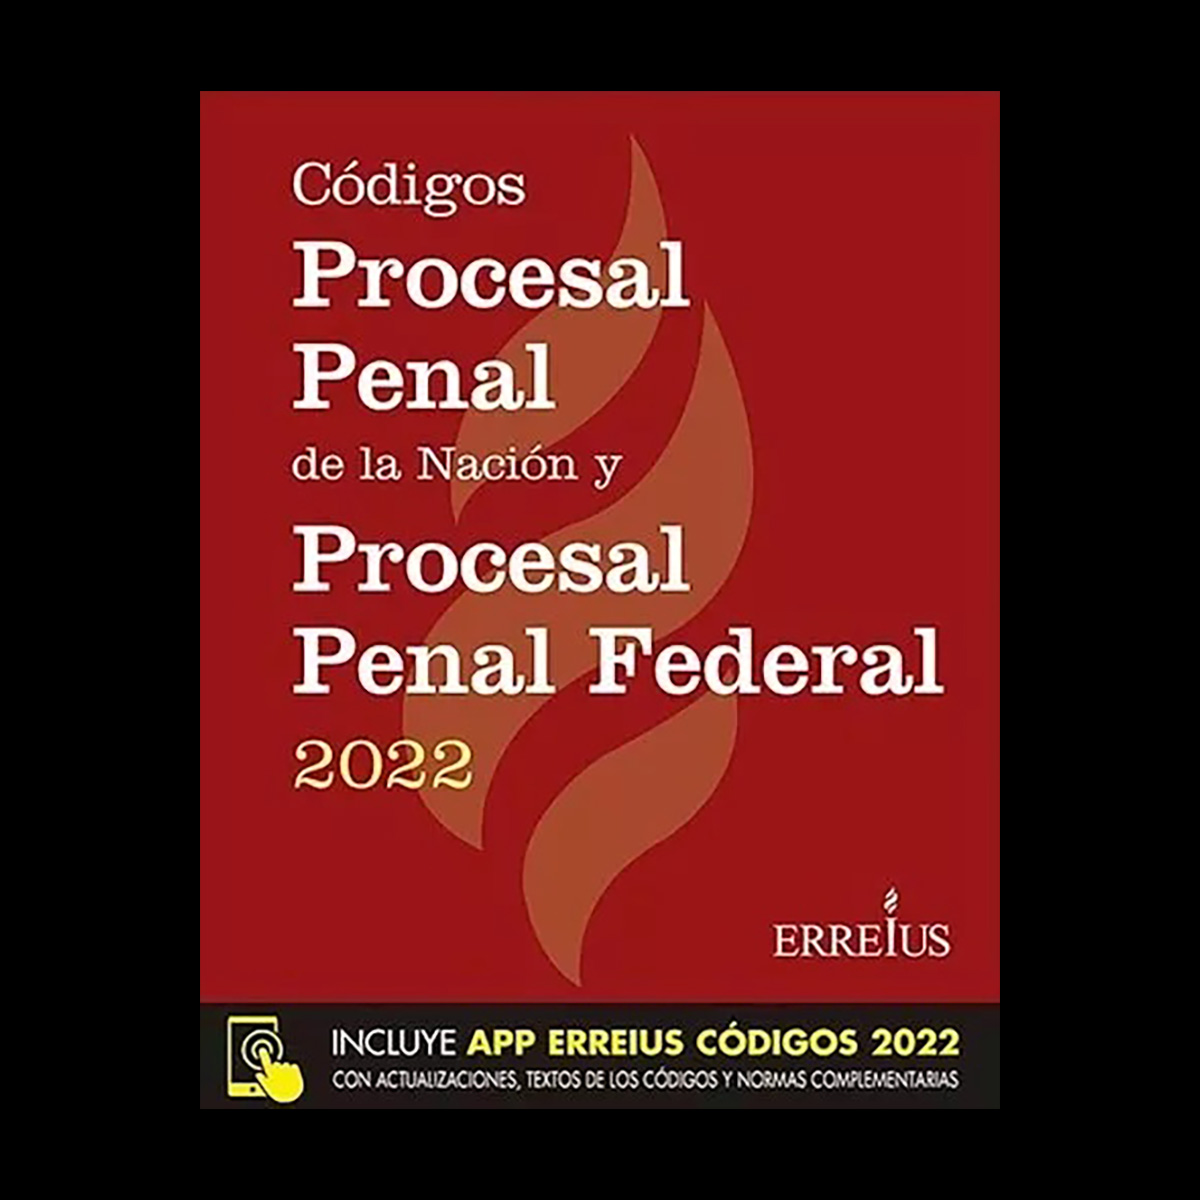 Códigos
Procesal
Penal
de la Nación y
Procesal
Penal Federal
2022
ERREIUS
INCLUYE APP ERREIUS CÓDIGOS 2022
CON ACTUALIZACIONES, TEXTOS DE LOS CÓDIGOS Y NORMAS COMPLEMENTARIAS